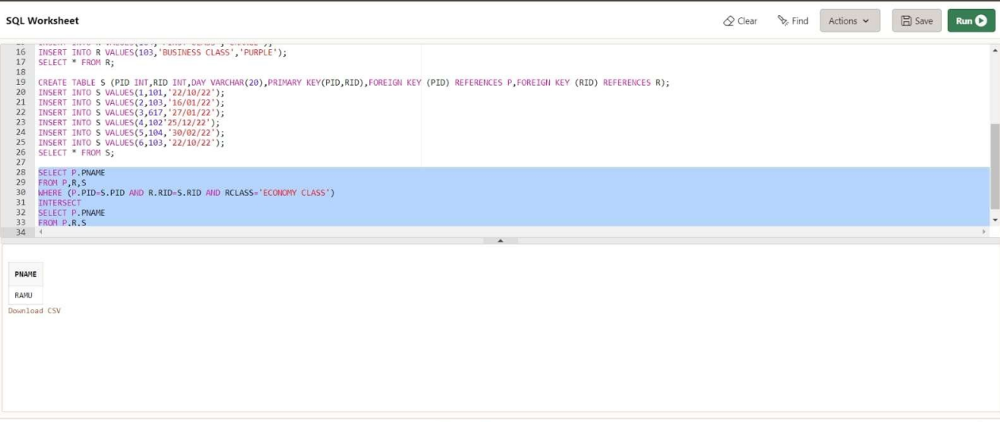 SQL Worksheet Clear Find Actions Save Run
16 INSERT INTO R VALUES(103,'BUSINESS CLASS','PURPLE');
17 SELECT * FROM R;
18
19 CREATE TABLE S (PID INT,RID INT,DAY VARCHAR(20),PRIMARY KEY(PID,RID),FOREIGN KEY (PID) REFERENCES P,FOREIGN KEY (RID) REFERENCES R);
20 INSERT INTO S VALUES(1,101,'22/10/22');
21 INSERT INTO S VALUES(2,103,'16/01/22');
22 INSERT INTO S VALUES(3,617,'27/01/22');
23 INSERT INTO S VALUES(4,102'25/12/22');
24 INSERT INTO S VALUES(5,104,'30/02/22');
25 INSERT INTO S VALUES(6,103,'22/10/22');
26 SELECT * FROM S;
27
28 SELECT P.PNAME
29 FROM P,R,S
30 WHERE (P.PID=S.PID AND R.RID=S.RID AND RCLASS='ECONOMY CLASS')
31 INTERSECT
32 SELECT P.PNAME
33 FROM P,R,S
34
PNAME
RAMU
Download CSV